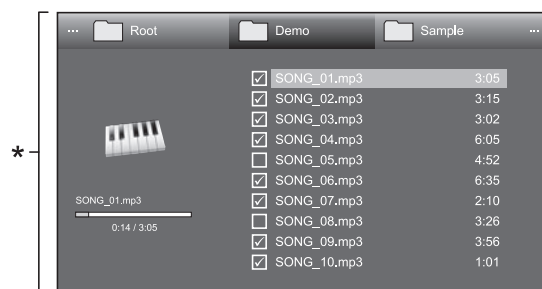 ... Root Demo Sample ...
SONG_01.mp3 3:05
SONG_02.mp3 3:15
SONG_03.mp3 3:02
SONG_04.mp3 6:05
SONG_05.mp3 4:52
SONG_06.mp3 6:35
SONG_07.mp3 2:10
SONG_08.mp3 3:26
SONG_09.mp3 3:56
SONG_10.mp3 1:01
SONG_01.mp3
0:14 / 3:05
*